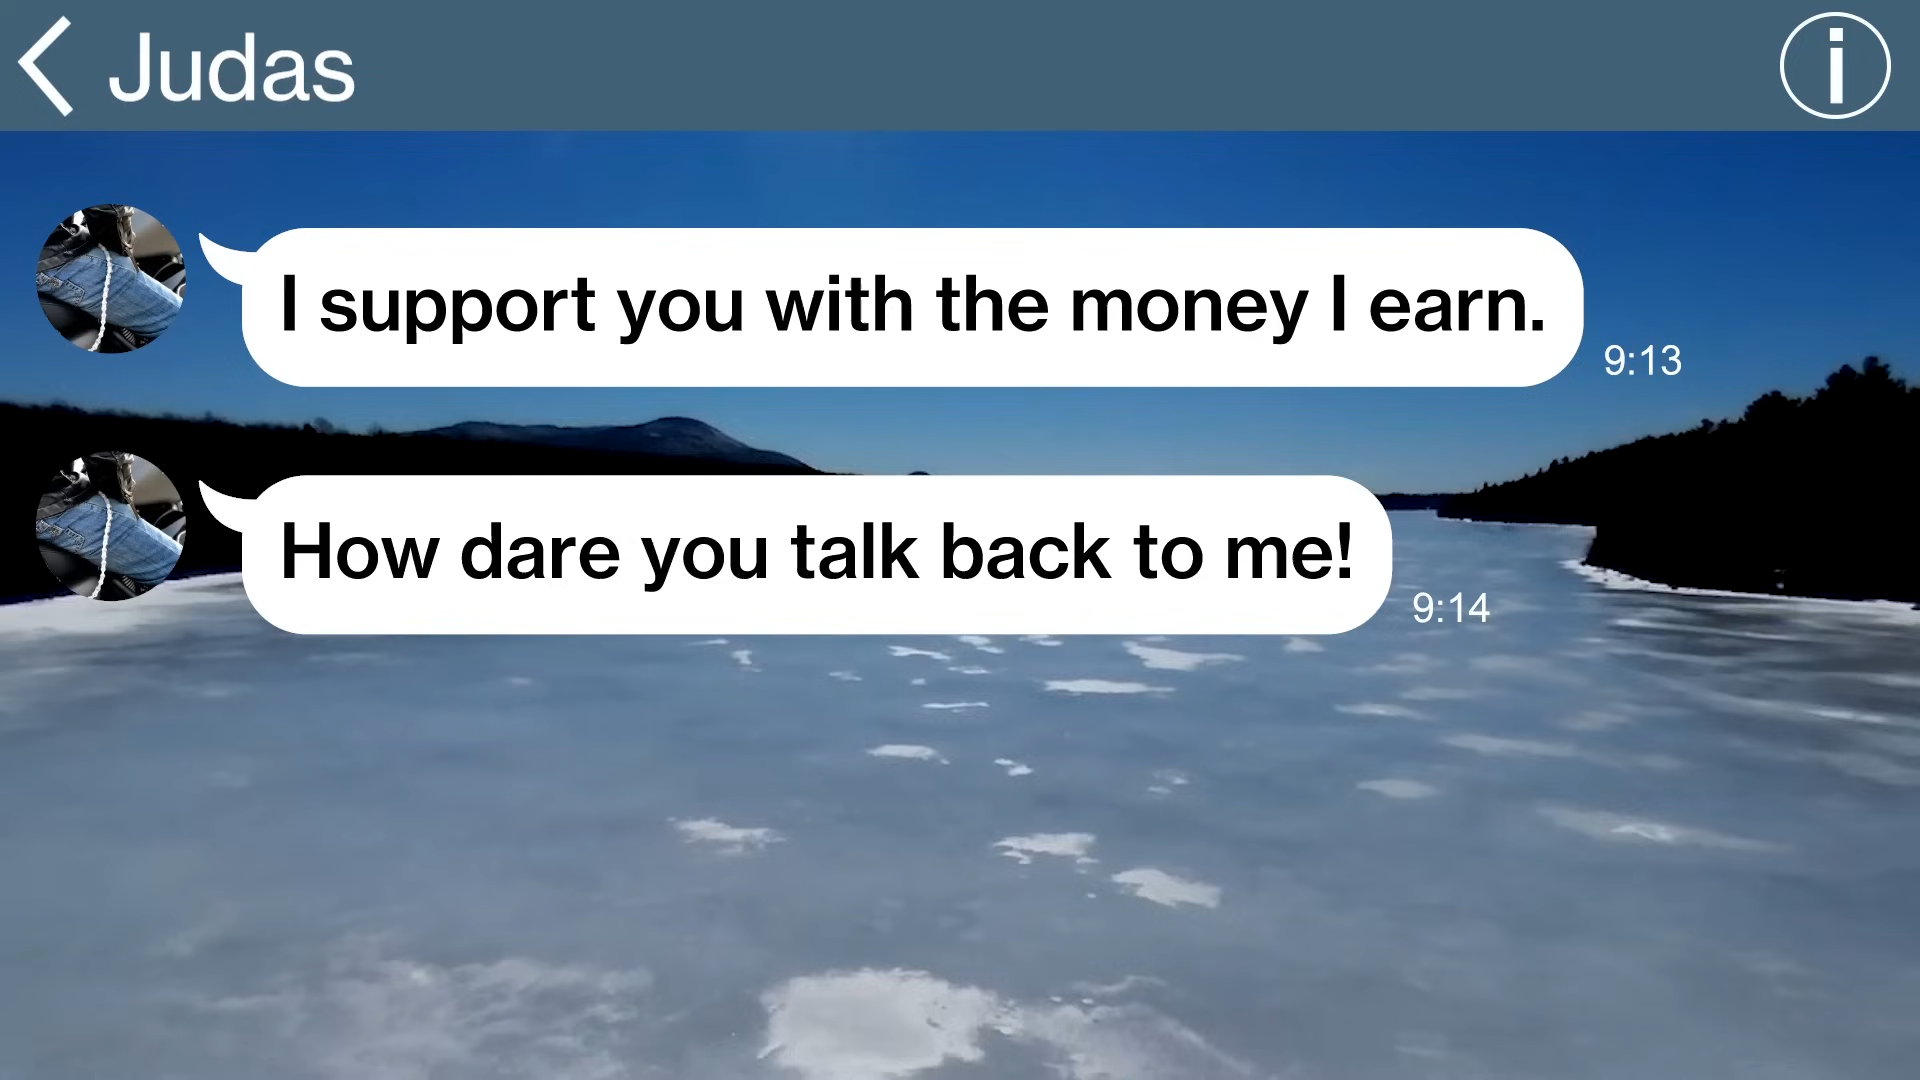 Judas
I support you with the money I earn.
9:13
How dare you talk back to me!
9:14